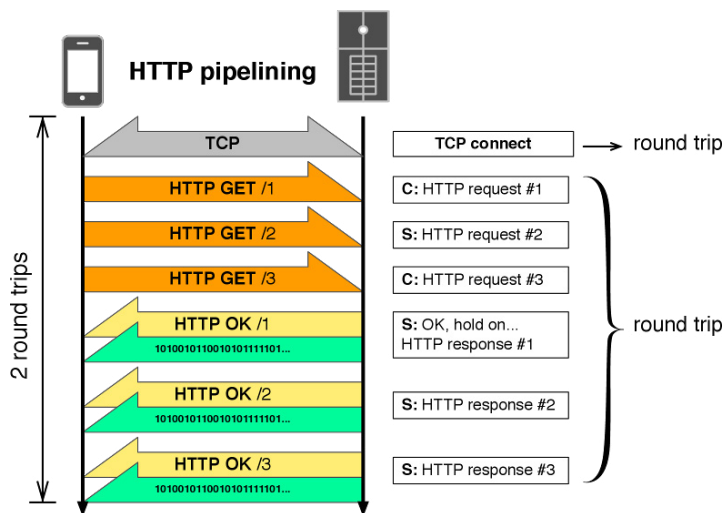 HTTP pipelining
2 round trips
TCP
TCP connect
round trip
HTTP GET /1
C: HTTP request #1
HTTP GET /2
S: HTTP request #2
HTTP GET /3
C: HTTP request #3
round trip
HTTP OK /1
1010010110010101111101...
S: OK, hold on...
HTTP response #1
HTTP OK /2
1010010110010101111101...
S: HTTP response #2
HTTP OK /3
1010010110010101111101...
S: HTTP response #3